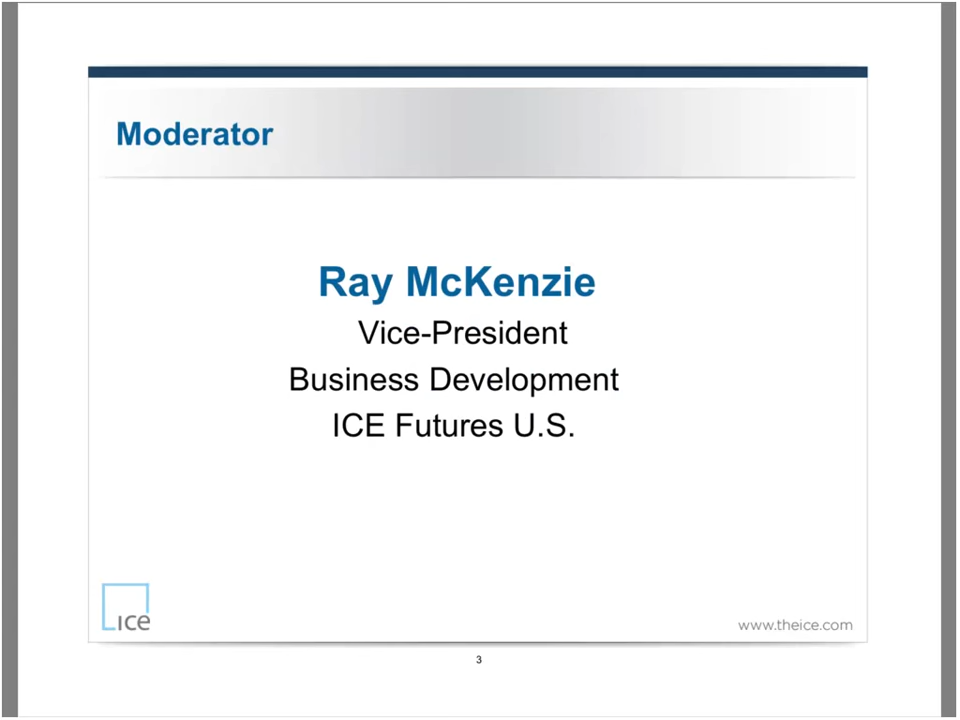 Moderator
Ray McKenzie
Vice-President
Business Development
ICE Futures U.S.
ice
www.theice.com
3